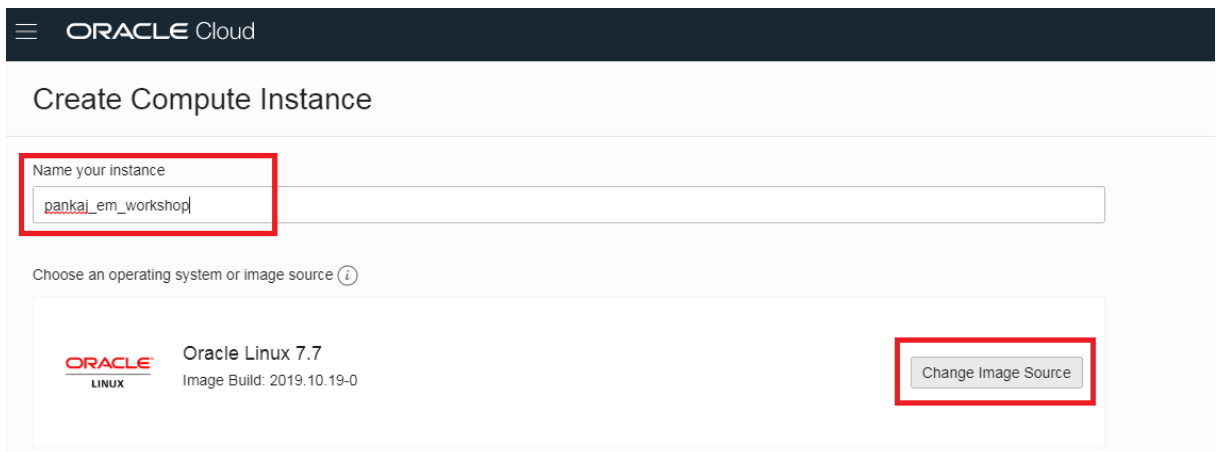 ORACLE Cloud
Create Compute Instance
Name your instance
pankaj_em_workshop
Choose an operating system or image source i
ORACLE
LINUX
Oracle Linux 7.7
Image Build: 2019.10.19-0
Change Image Source